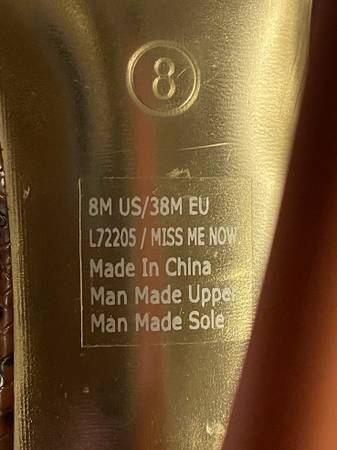 8
8M US/38M EU
L72205 / MISS ME NOW
Made In China
Man Made Upper
Man Made Sole